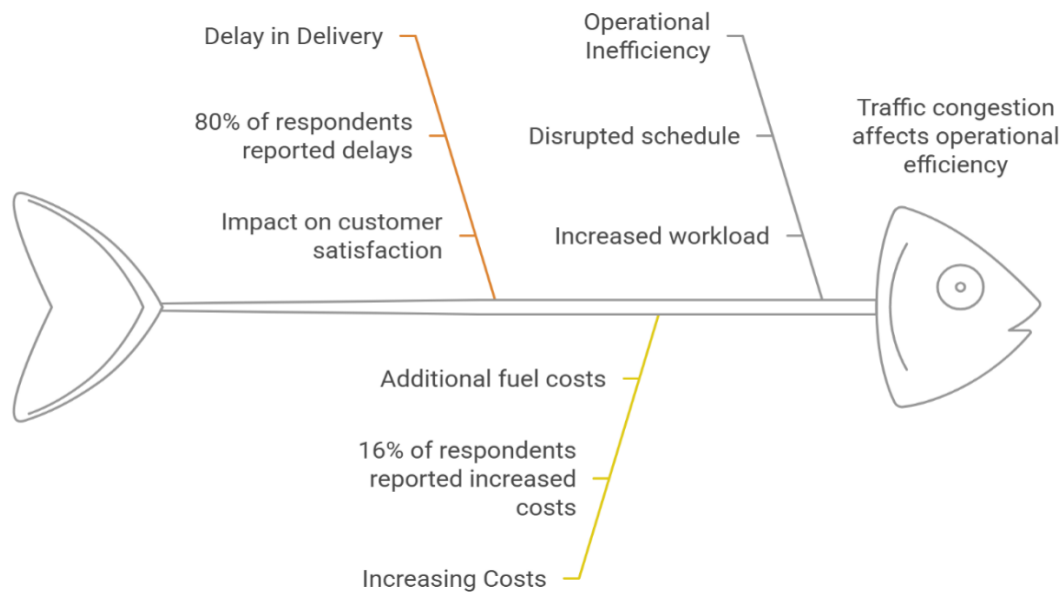 Delay in Delivery
80% of respondents
reported delays
Impact on customer
satisfaction
Operational
Inefficiency
Disrupted schedule
Increased workload
Traffic congestion
affects operational
efficiency
Additional fuel costs
16% of respondents
reported increased
costs
Increasing Costs